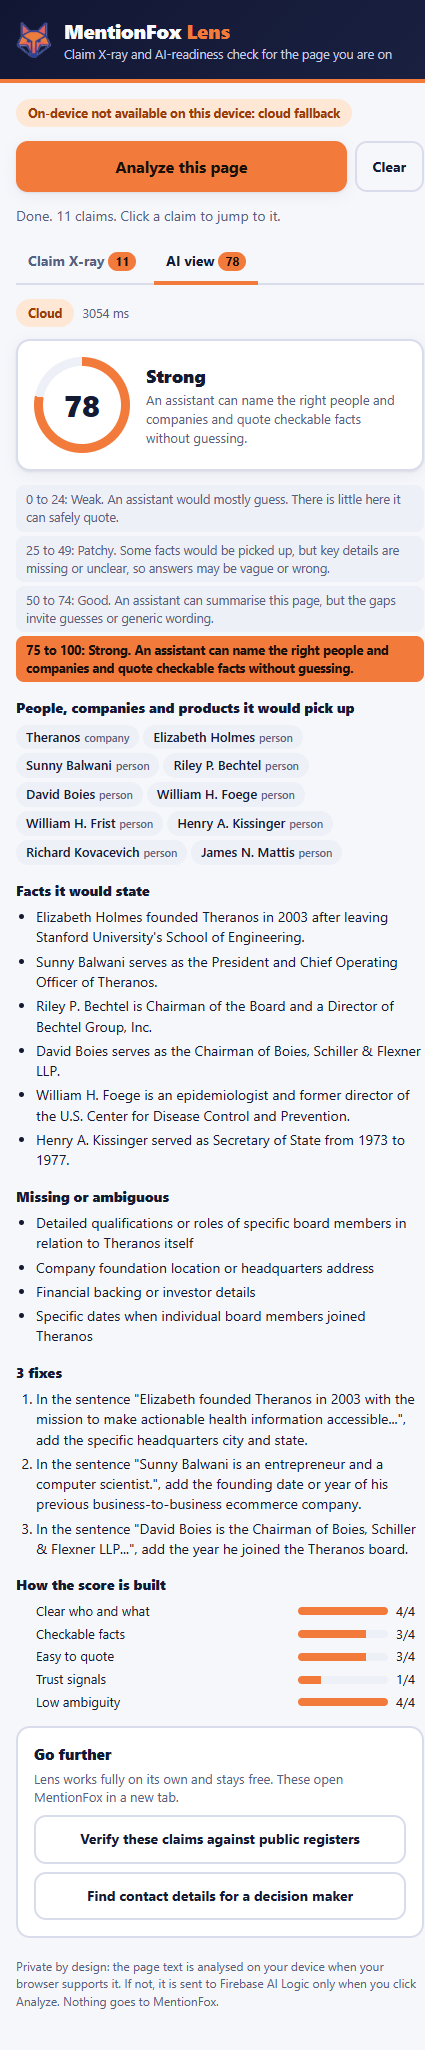 MentionFox Lens
Claim X-ray and AI-readiness check for the page you are on
On-device not available on this device: cloud fallback
Analyze this page
Clear
Done. 11 claims. Click a claim to jump to it.
Claim X-ray 11
AI view 78
Cloud 3054 ms
78
Strong
An assistant can name the right people and
companies and quote checkable facts
without guessing.
0 to 24: Weak. An assistant would mostly guess. There is little here it
can safely quote.
25 to 49: Patchy. Some facts would be picked up, but key details are
missing or unclear, so answers may be vague or wrong.
50 to 74: Good. An assistant can summarise this page, but the gaps
invite guesses or generic wording.
75 to 100: Strong. An assistant can name the right people and
companies and quote checkable facts without guessing.
People, companies and products it would pick up
Theranos company Elizabeth Holmes person
Sunny Balwani person Riley P. Bechtel person
David Boies person William H. Foege person
William H. Frist person Henry A. Kissinger person
Richard Kovacevich person James N. Mattis person
Facts it would state
• Elizabeth Holmes founded Theranos in 2003 after leaving
Stanford University's School of Engineering.
• Sunny Balwani serves as the President and Chief Operating
Officer of Theranos.
• Riley P. Bechtel is Chairman of the Board and a Director of
Bechtel Group, Inc.
• David Boies serves as the Chairman of Boies, Schiller & Flexner
LLP.
• William H. Foege is an epidemiologist and former director of
the U.S. Center for Disease Control and Prevention.
• Henry A. Kissinger served as Secretary of State from 1973 to
1977.
Missing or ambiguous
• Detailed qualifications or roles of specific board members in
relation to Theranos itself
• Company foundation location or headquarters address
• Financial backing or investor details
• Specific dates when individual board members joined
Theranos
3 fixes
1. In the sentence "Elizabeth founded Theranos in 2003 with the
mission to make actionable health information accessible...",
add the specific headquarters city and state.
2. In the sentence "Sunny Balwani is an entrepreneur and a
computer scientist.", add the founding date or year of his
previous business-to-business ecommerce company.
3. In the sentence "David Boies is the Chairman of Boies, Schiller
& Flexner LLP...", add the year he joined the Theranos board.
How the score is built
Clear who and what 4/4
Checkable facts 3/4
Easy to quote 3/4
Trust signals 1/4
Low ambiguity 4/4
Go further
Lens works fully on its own and stays free. These open
MentionFox in a new tab.
Verify these claims against public registers
Find contact details for a decision maker
Private by design: the page text is analysed on your device when your
browser supports it. If not, it is sent to Firebase AI Logic only when you click
Analyze. Nothing goes to MentionFox.